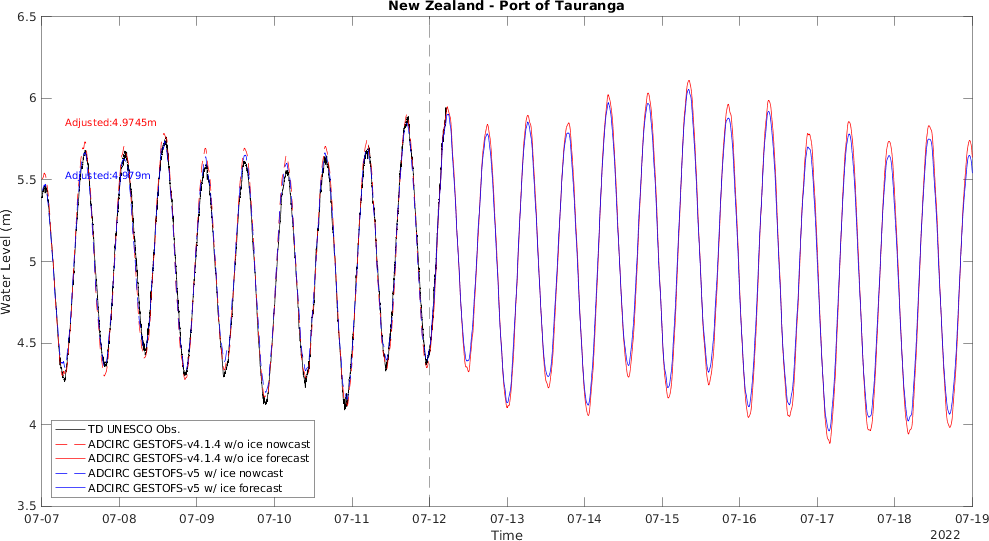 New Zealand - Port of Tauranga
6.5
6
5.5
5
4.5
4
3.5
Water Level (m)
Adjusted:4.9745m
Adjusted:4.979m
TD UNESCO Obs.
ADCIRC GESTOFS-v4.1.4 w/o ice nowcast
ADCIRC GESTOFS-v4.1.4 w/o ice forecast
ADCIRC GESTOFS-v5 w/ ice nowcast
ADCIRC GESTOFS-v5 w/ ice forecast
07-07 07-08 07-09 07-10 07-11 07-12 07-13 07-14 07-15 07-16 07-17 07-18 07-19
Time
2022